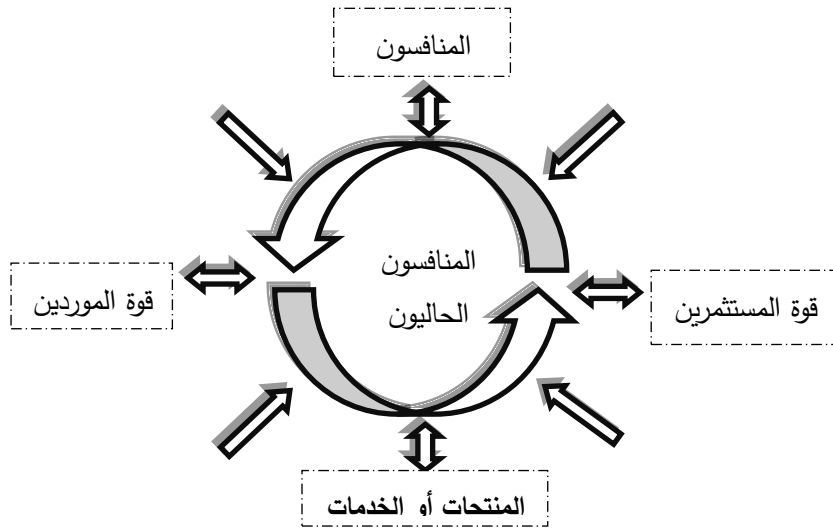 المنافسون
المنافسون
الحاليون
قوة المستثمرين
قوة الموردين
المنتجات أو الخدمات